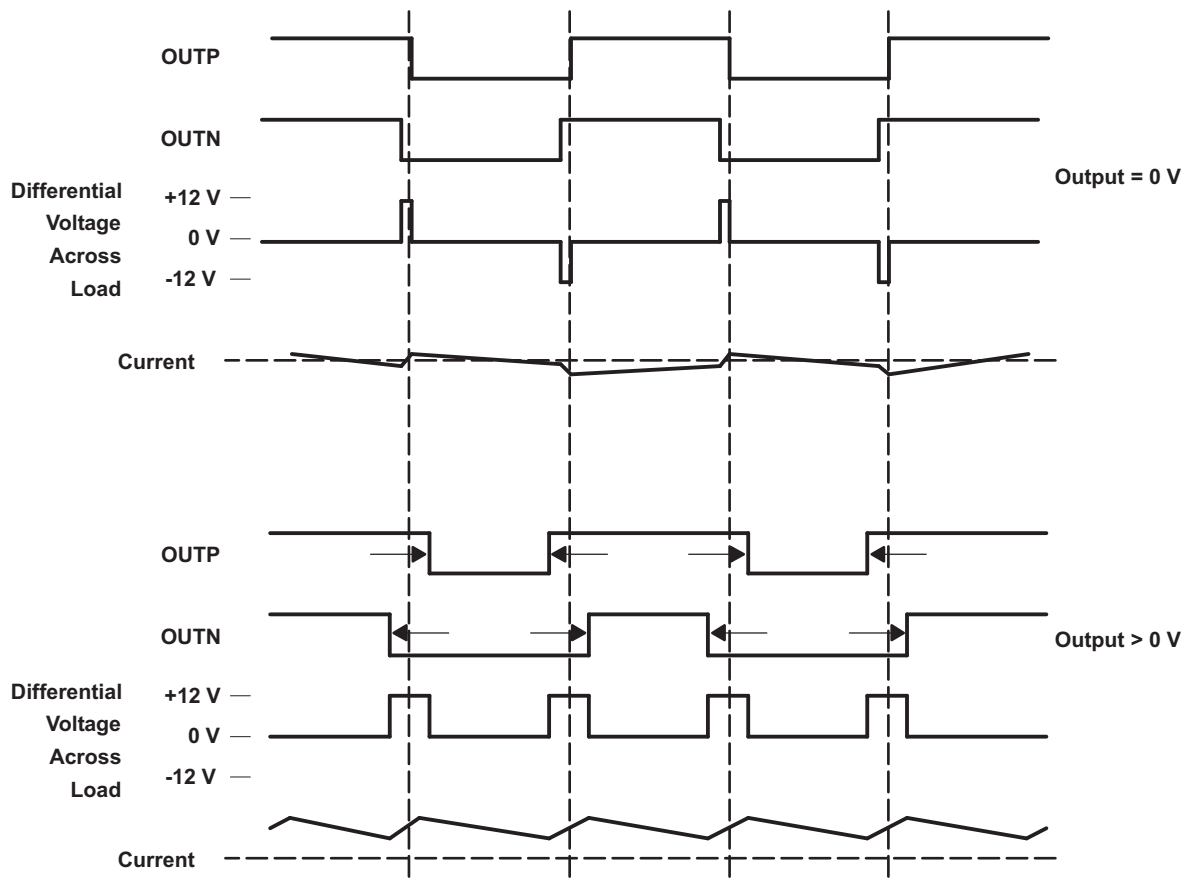 OUTP
OUTN
Output = 0 V
Differential
Voltage
Across
Load
+12 V
0 V
-12 V
Current
OUTP
OUTN
Output > 0 V
Differential
Voltage
Across
Load
+12 V
0 V
-12 V
Current